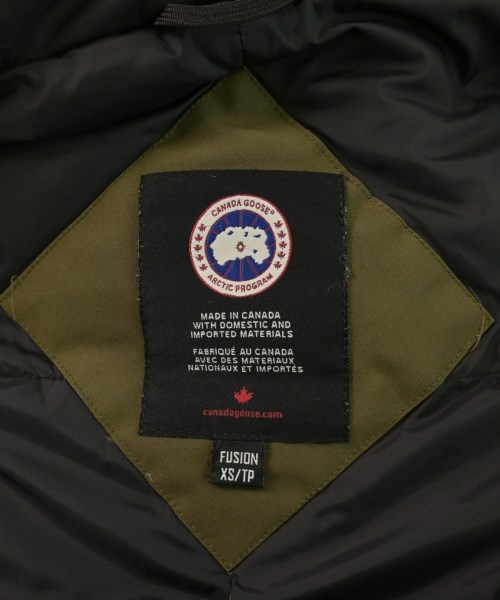 CANADA GOOSE®
ARCTIC PROGRAM
MADE IN CANADA
WITH DOMESTIC AND
IMPORTED MATERIALS
FABRIQUÉ AU CANADA
AVEC DES MATERIAUX
NATIONAUX ET IMPORTÉS
canadagoose.com
FUSION
XS/TP